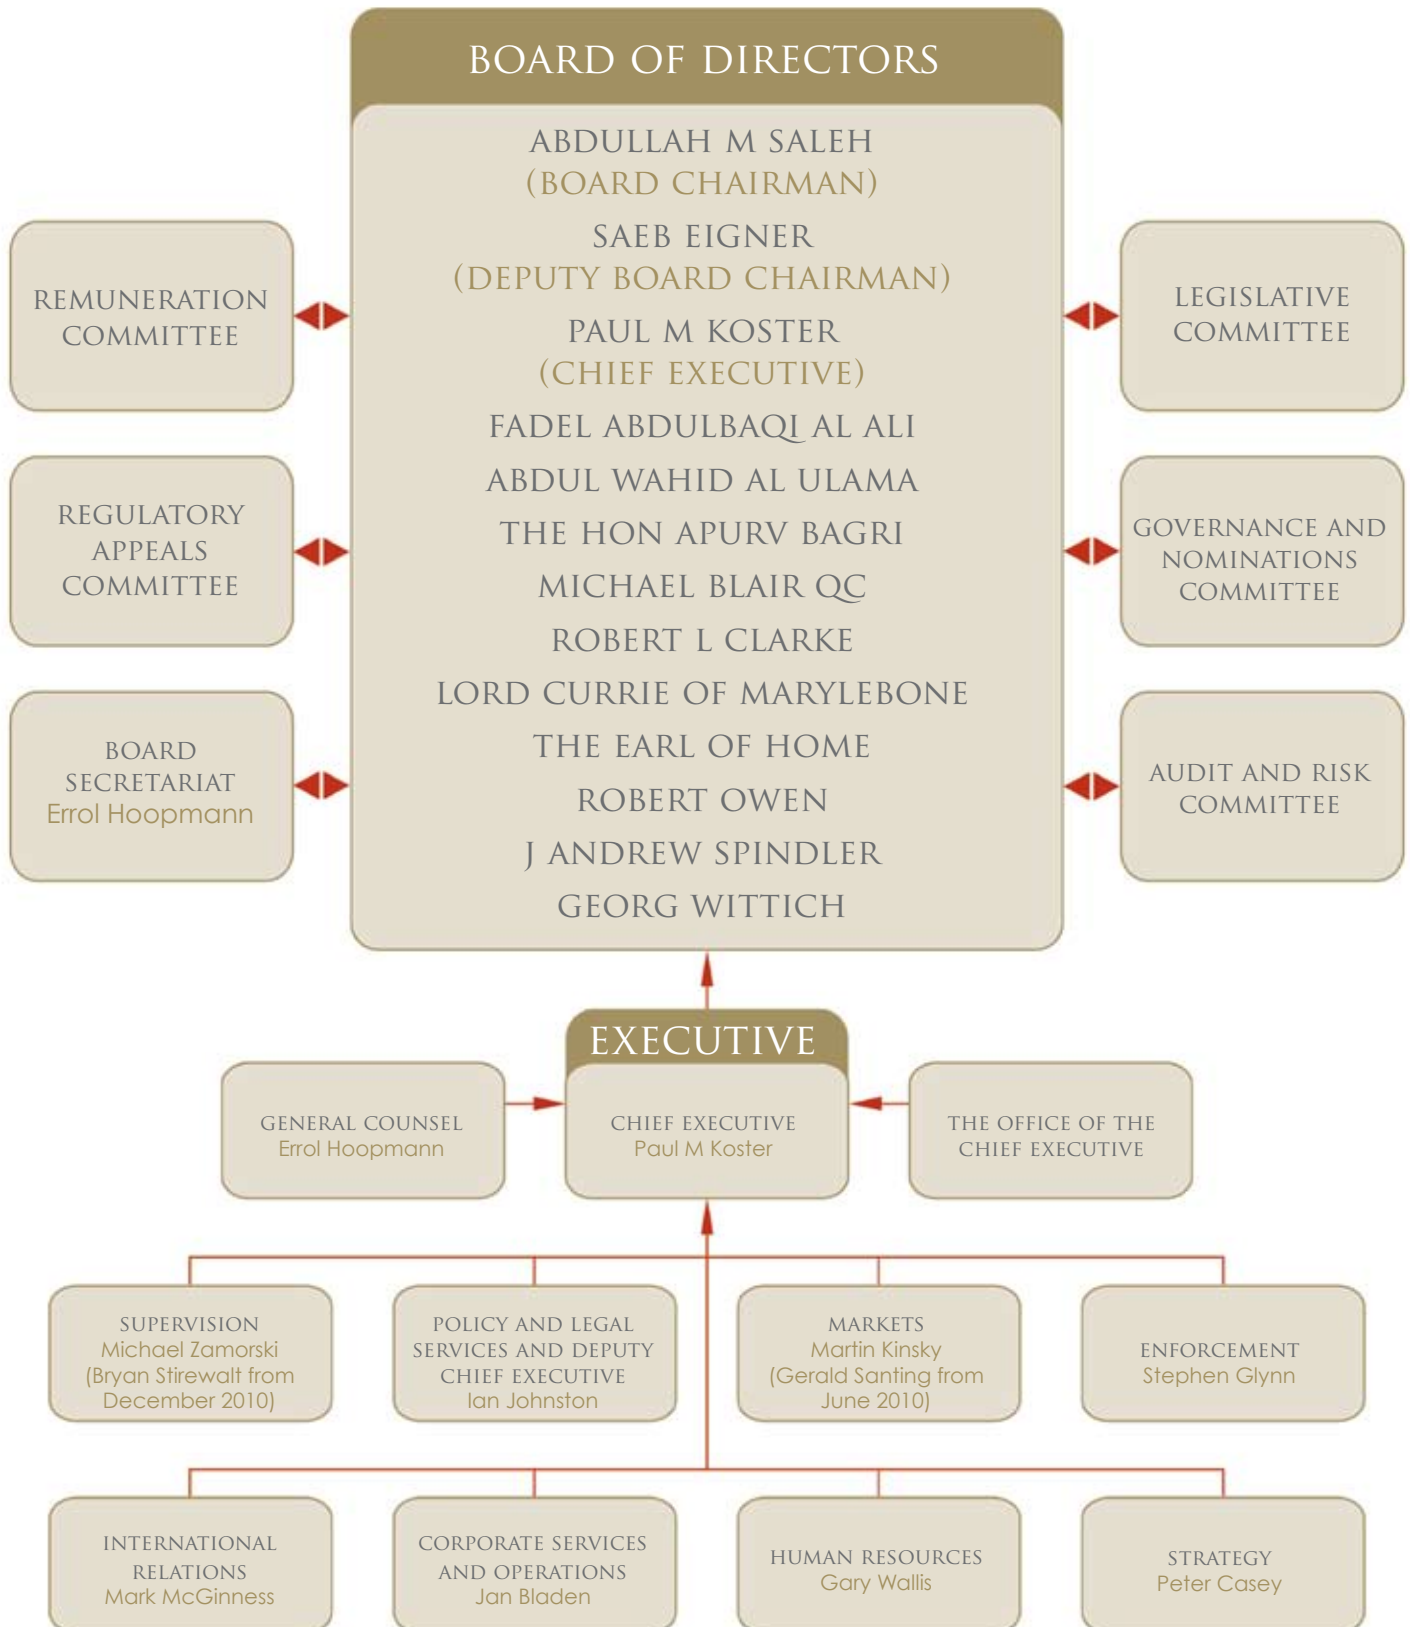 BOARD OF DIRECTORS
ABDULLAH M SALEH
(BOARD CHAIRMAN)
SAEB EIGNER
(DEPUTY BOARD CHAIRMAN)
PAUL M KOSTER
(CHIEF EXECUTIVE)
FADEL ABDULBAQI AL ALI
ABDUL WAHID AL ULAMA
THE HON APURV BAGRI
MICHAEL BLAIR QC
ROBERT L CLARKE
LORD CURRIE OF MARYLEBONE
THE EARL OF HOME
ROBERT OWEN
J ANDREW SPINDLER
GEORG WITTICH
REMUNERATION
COMMITTEE
REGULATORY
APPEALS
COMMITTEE
BOARD
SECRETARIAT
Errol Hoopmann
LEGISLATIVE
COMMITTEE
GOVERNANCE AND
NOMINATIONS
COMMITTEE
AUDIT AND RISK
COMMITTEE
EXECUTIVE
GENERAL COUNSEL
Errol Hoopmann
CHIEF EXECUTIVE
Paul M Koster
THE OFFICE OF THE
CHIEF EXECUTIVE
SUPERVISION
Michael Zamorski
(Bryan Stirewalt from
December 2010)
POLICY AND LEGAL
SERVICES AND DEPUTY
CHIEF EXECUTIVE
Ian Johnston
MARKETS
Martin Kinsky
(Gerald Santing from
June 2010)
ENFORCEMENT
Stephen Glynn
INTERNATIONAL
RELATIONS
Mark McGinness
CORPORATE SERVICES
AND OPERATIONS
Jan Bladen
HUMAN RESOURCES
Gary Wallis
STRATEGY
Peter Casey